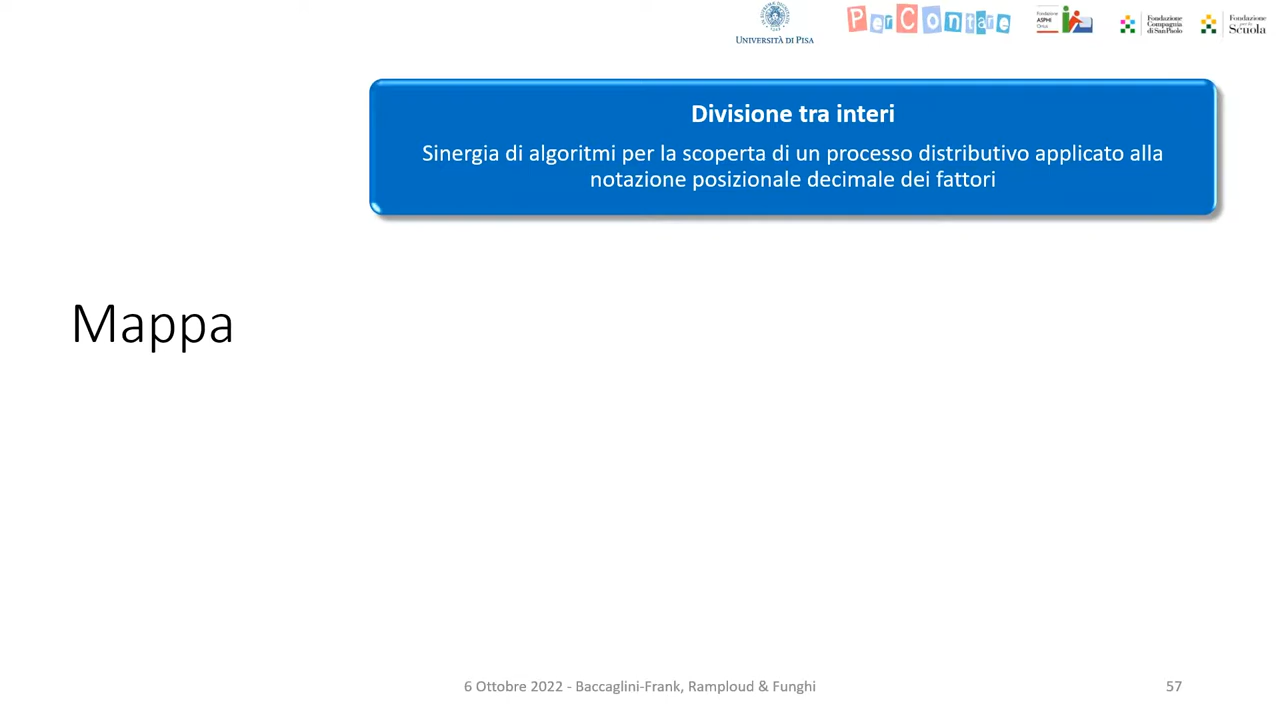 UNIVERSITÀ DI PISA
PerContare
Fondazione
ASPHI
Onlus
Fondazione
Compagnia
di SanPaolo
Fondazione
per la
Scuola
Divisione tra interi
Sinergia di algoritmi per la scoperta di un processo distributivo applicato alla
notazione posizionale decimale dei fattori
Mappa
6 Ottobre 2022 - Baccaglini-Frank, Ramploud & Funghi
57